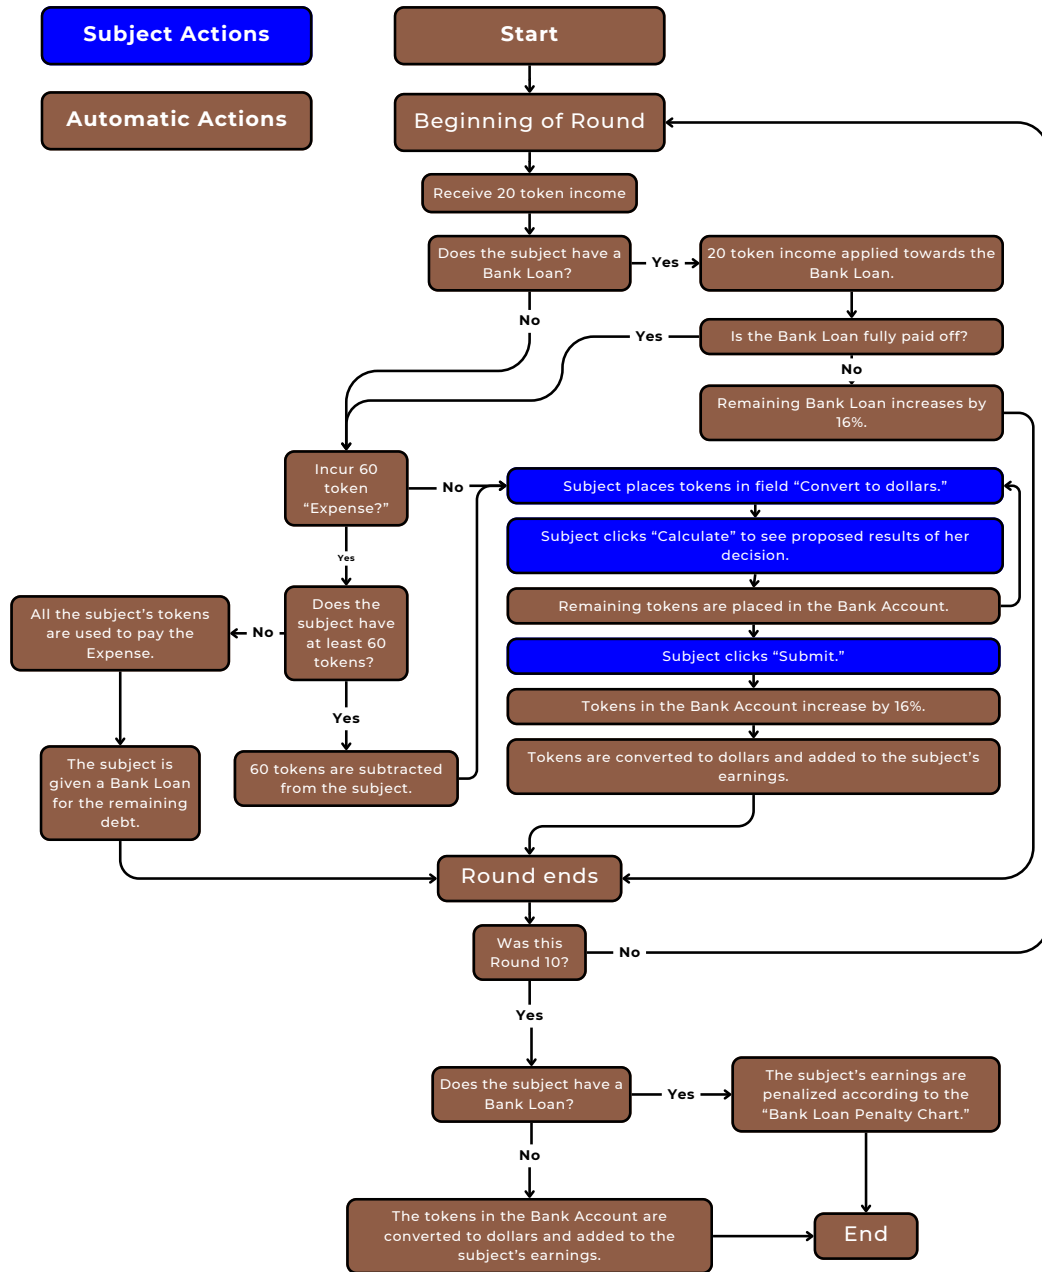 Subject Actions
Start
Automatic Actions
Beginning of Round
Receive 20 token income
Does the subject have a
Bank Loan?
Yes
20 token income applied towards the
Bank Loan.
No
Yes
Is the Bank Loan fully paid off?
No
Remaining Bank Loan increases by
16%.
Incur 60
token
“Expense?”
No
Subject places tokens in field “Convert to dollars.”
Subject clicks “Calculate” to see proposed results of her
decision.
Yes
All the subject’s tokens
are used to pay the
Expense.
No
Does the
subject have
at least 60
tokens?
Remaining tokens are placed in the Bank Account.
Subject clicks “Submit.”
Yes
Tokens in the Bank Account increase by 16%.
The subject is
given a Bank Loan
for the remaining
debt.
60 tokens are subtracted
from the subject.
Tokens are converted to dollars and added to the subject’s
earnings.
Round ends
Was this
Round 10?
No
Yes
Does the subject have a
Bank Loan?
Yes
The subject’s earnings are
penalized according to the
“Bank Loan Penalty Chart.”
No
The tokens in the Bank Account are
converted to dollars and added to the
subject’s earnings.
End